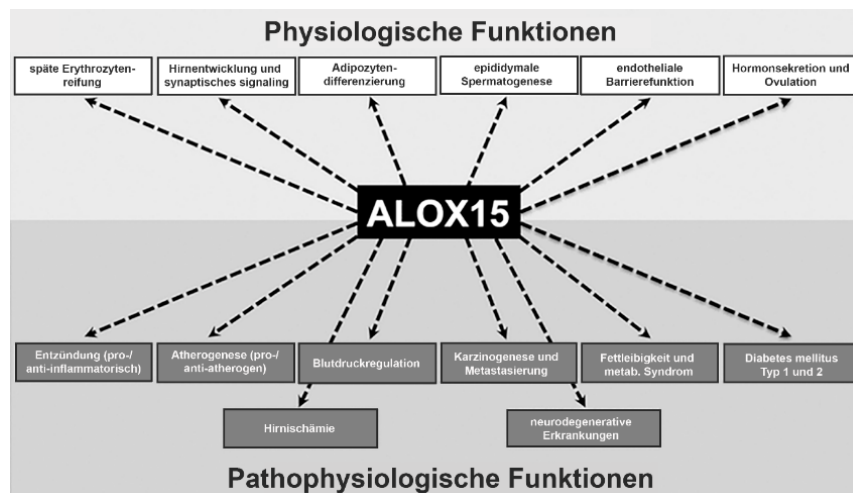 Physiologische Funktionen
späte Erythrozyten-
reifung
Hirnentwicklung und
synaptisches signaling
Adipozyten-
differenzierung
epididymale
Spermatogenese
endotheliale
Barrierefunktion
Hormonsekretion und
Ovulation
ALOX15
Entzündung (pro-/
anti-inflammatorisch)
Atherogenese (pro-/
anti-atherogen)
Blutdruckregulation
Karzinogenese und
Metastasierung
Fettleibigkeit und
metab. Syndrom
Diabetes mellitus
Typ 1 und 2
Hirnischämie
neurodegenerative
Erkrankungen
Pathophysiologische Funktionen